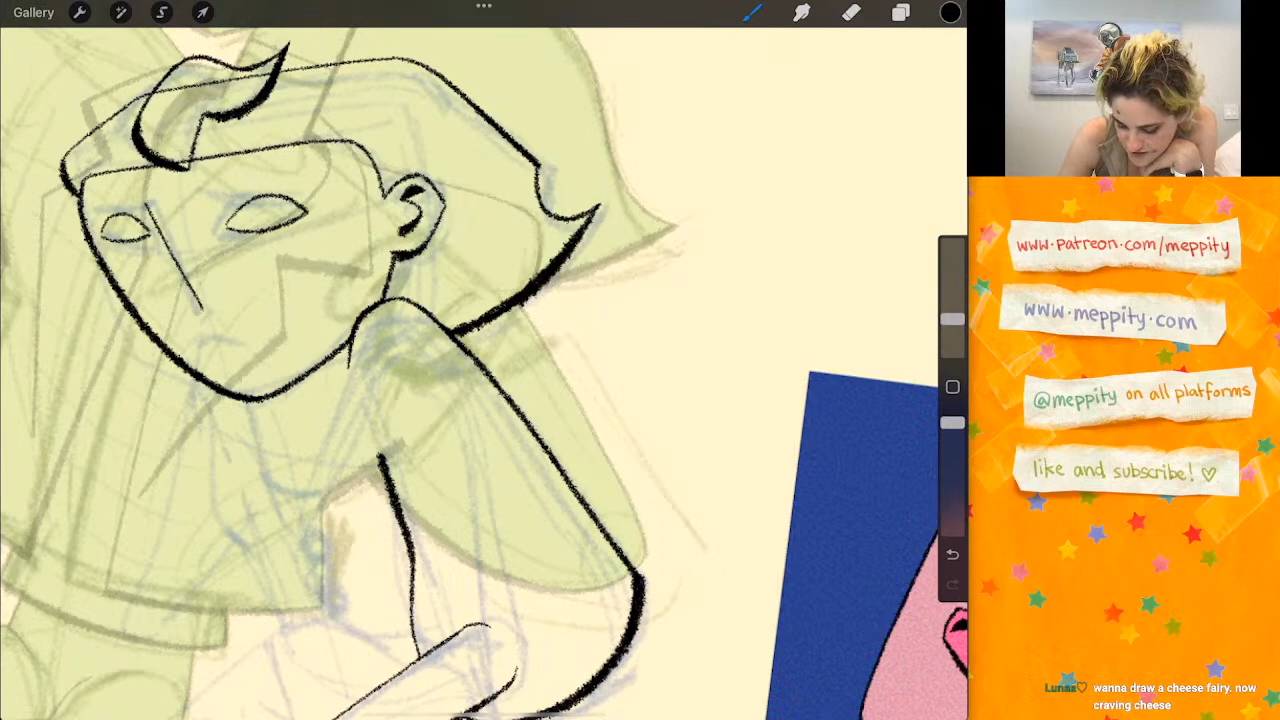 Gallery
www.patreon.com/meppity
www.meppity.com
@meppity on all platforms
like and subscribe! ♡
Lunas♡ wanna draw a cheese fairy. now
craving cheese